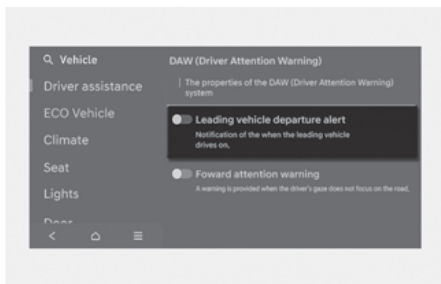 Vehicle
Driver assistance
ECO Vehicle
Climate
Seat
Lights
Door
DAW (Driver Attention Warning)
The properties of the DAW (Driver Attention Warning)
system
Leading vehicle departure alert
Notification of the when the leading vehicle
drives on,
Foward attention warning
A warning is provided when the driver's gaze does not focus on the road,